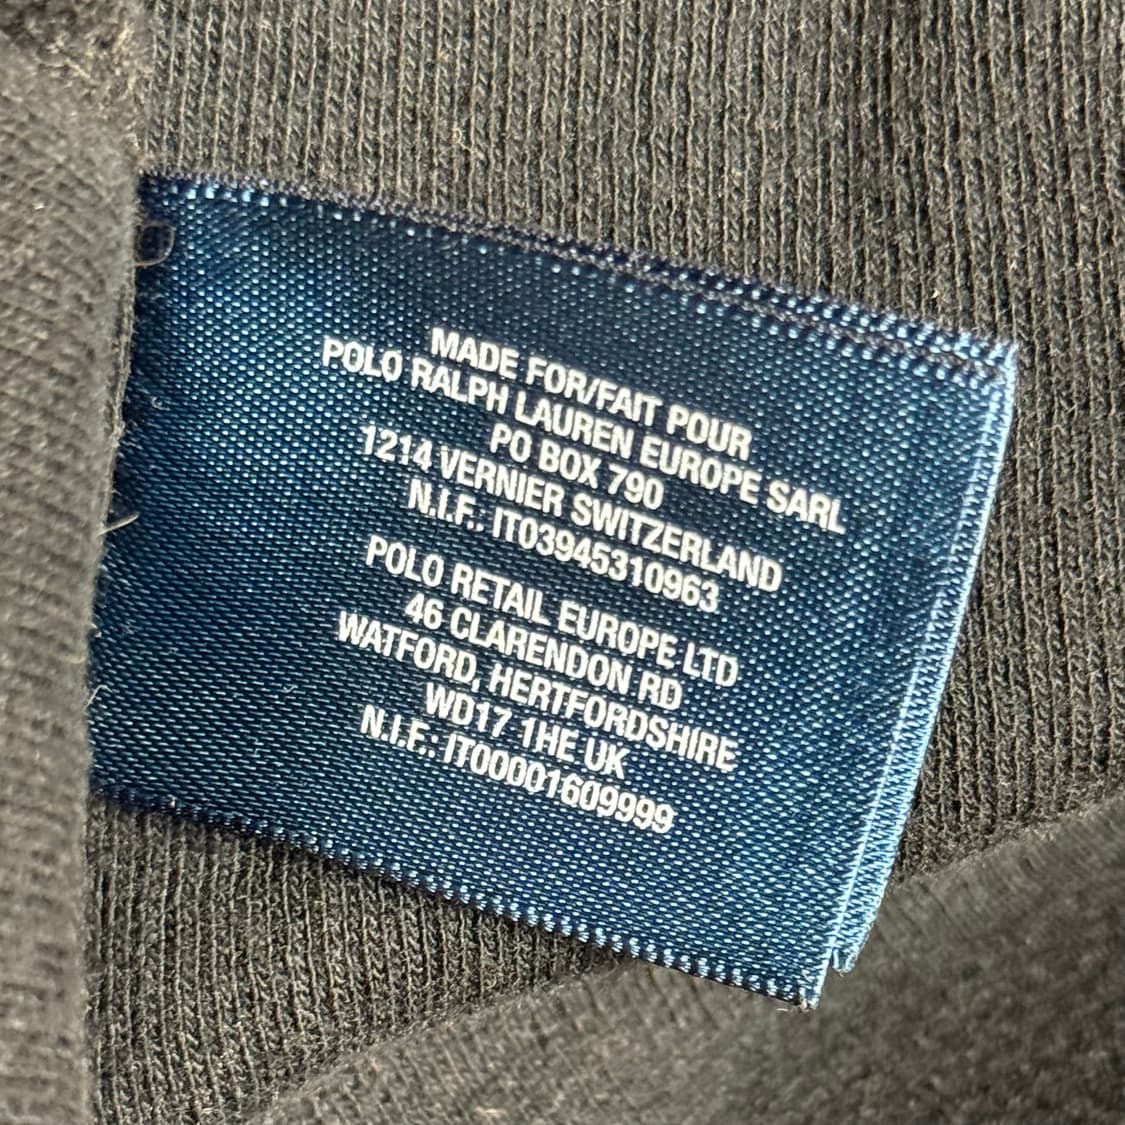 MADE FOR/FAIT POUR
POLO RALPH LAUREN EUROPE SARL
PO BOX 790
1214 VERNIER SWITZERLAND
N.I.F.: IT03945310963
POLO RETAIL EUROPE LTD
46 CLARENDON RD
WATFORD, HERTFORDSHIRE
WD17 1HE UK
N.I.F.: IT00001609999